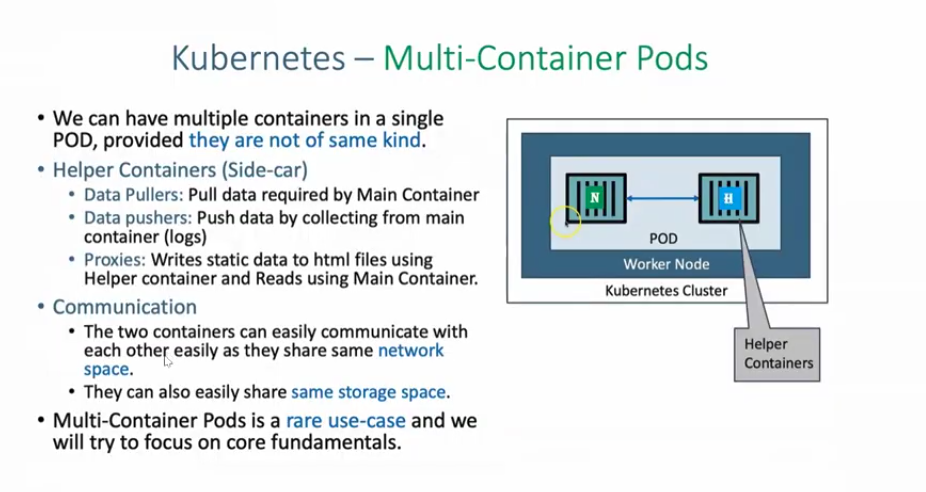 Kubernetes – Multi-Container Pods
• We can have multiple containers in a single
POD, provided they are not of same kind.
• Helper Containers (Side-car)
• Data Pullers: Pull data required by Main Container
• Data pushers: Push data by collecting from main
container (logs)
• Proxies: Writes static data to html files using
Helper container and Reads using Main Container.
• Communication
• The two containers can easily communicate with
each other easily as they share same network
space.
• They can also easily share same storage space.
• Multi-Container Pods is a rare use-case and we
will try to focus on core fundamentals.
N
H
POD
Worker Node
Kubernetes Cluster
Helper
Containers